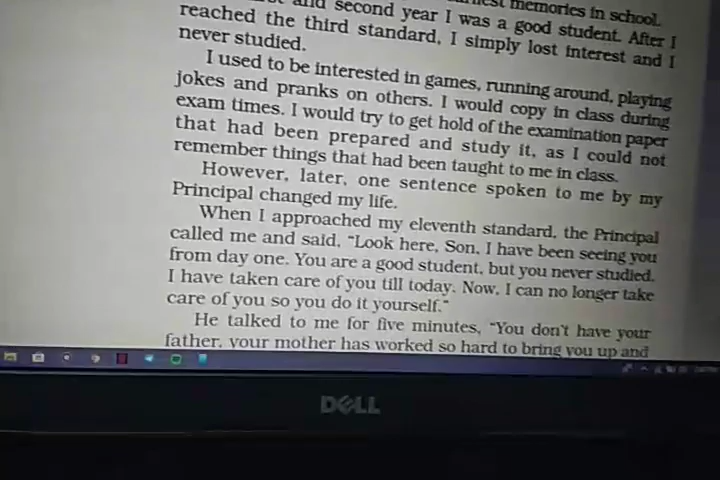 and second year I was a good student. After I
memories in school.
reached the third standard, I simply lost interest and I
never studied.
I used to be interested in games, running around, playing
jokes and pranks on others. I would copy in class during
exam times. I would try to get hold of the examination paper
that had been prepared and study it, as I could not
remember things that had been taught to me in class.
However, later, one sentence spoken to me by my
Principal changed my life.
When I approached my eleventh standard, the Principal
called me and said, "Look here, Son, I have been seeing you
from day one. You are a good student, but you never studied.
I have taken care of you till today. Now, I can no longer take
care of you so you do it yourself."
He talked to me for five minutes, "You don't have your
father, your mother has worked so hard to bring you up and
DELL